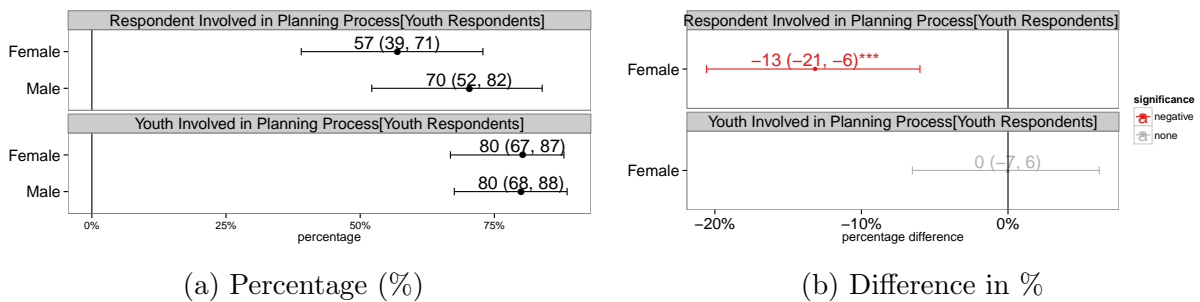 Respondent Involved in Planning Process[Youth Respondents]
Female
57 (39, 71)
Male
70 (52, 82)
Youth Involved in Planning Process[Youth Respondents]
Female
80 (67, 87)
Male
80 (68, 88)
0%
25%
50%
75%
percentage
(a) Percentage (%)
Respondent Involved in Planning Process[Youth Respondents]
Female
−13 (−21, −6)***
Youth Involved in Planning Process[Youth Respondents]
Female
0 (−7, 6)
−20%
−10%
0%
percentage difference
significance
a negative
a none
(b) Difference in %